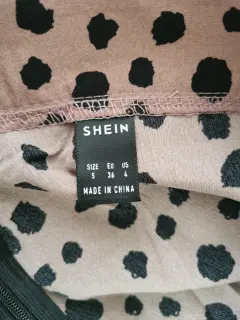 SHEIN
SIZE EU US
S 36 4
MADE IN CHINA